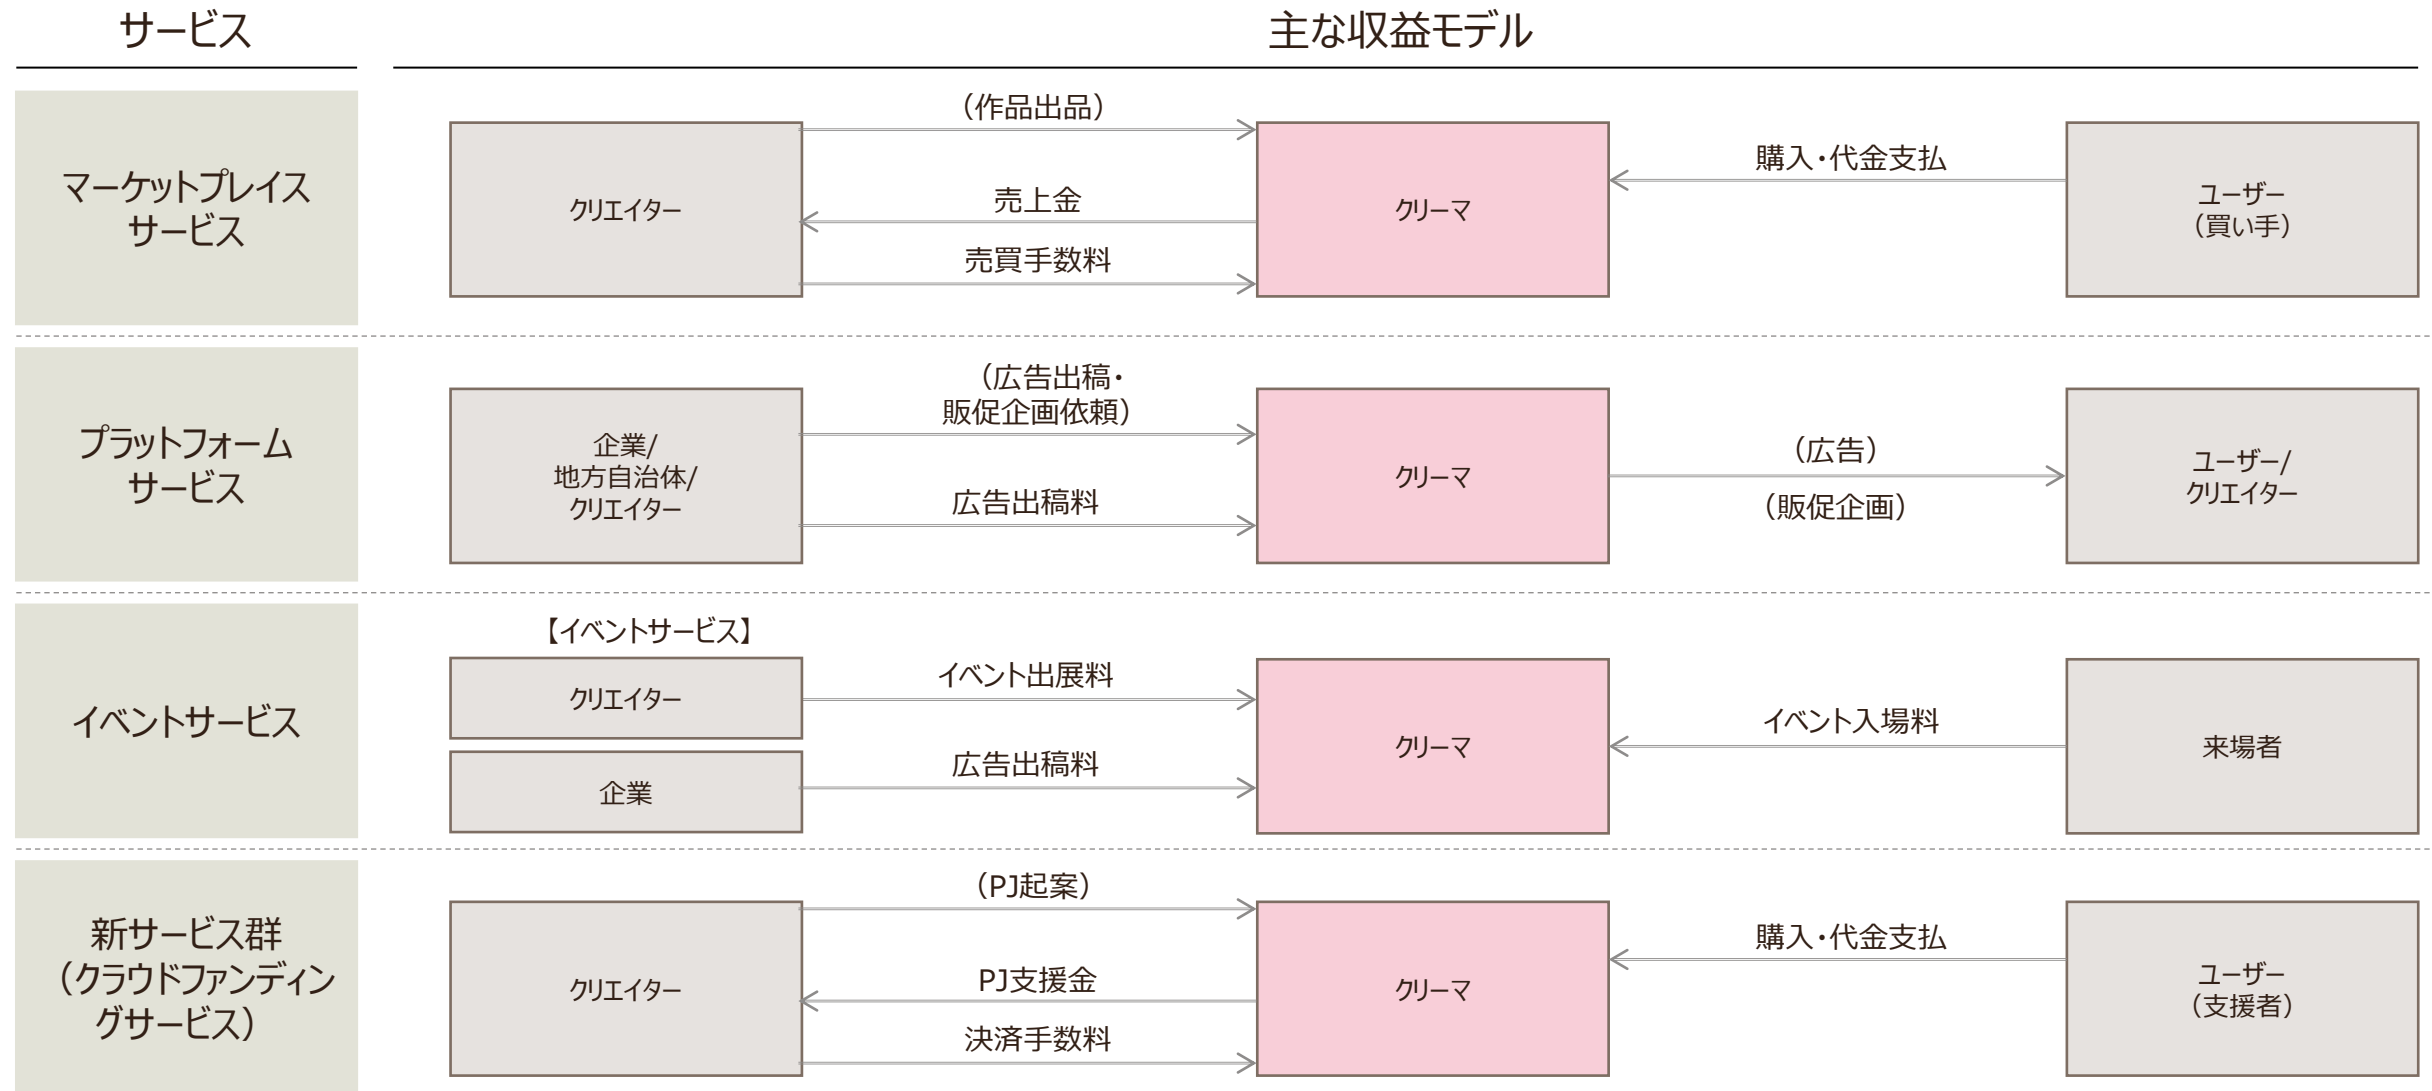 サービス
主な収益モデル
マーケットプレイス
サービス
クリエイター
（作品出品）
売上金
売買手数料
クリーマ
購入・代金支払
ユーザー
（買い手）
プラットフォーム
サービス
企業/
地方自治体/
クリエイター
（広告出稿・
販促企画依頼）
広告出稿料
クリーマ
（広告）
（販促企画）
ユーザー/
クリエイター
イベントサービス
【イベントサービス】
クリエイター
企業
イベント出展料
広告出稿料
クリーマ
イベント入場料
来場者
新サービス群
（クラウドファンディン
グサービス）
クリエイター
（PJ起案）
PJ支援金
決済手数料
クリーマ
購入・代金支払
ユーザー
（支援者）